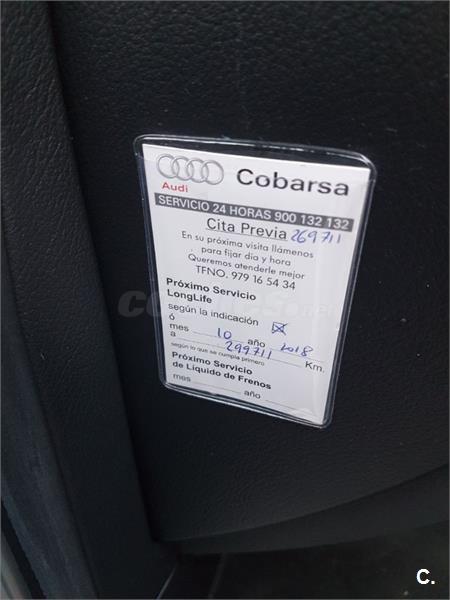 Audi Cobarsa
SERVICIO 24 HORAS 900 132 132
Cita Previa 269711
En su próxima visita llámenos
para fijar día y hora
Queremos atenderle mejor
TFNO. 979 16 54 34
Próximo Servicio
LongLife
según la indicación
ó
mes 10 año 2018
a 299711 Km.
según lo que se cumpla primero
Próximo Servicio
de Líquido de Frenos
mes año
C.